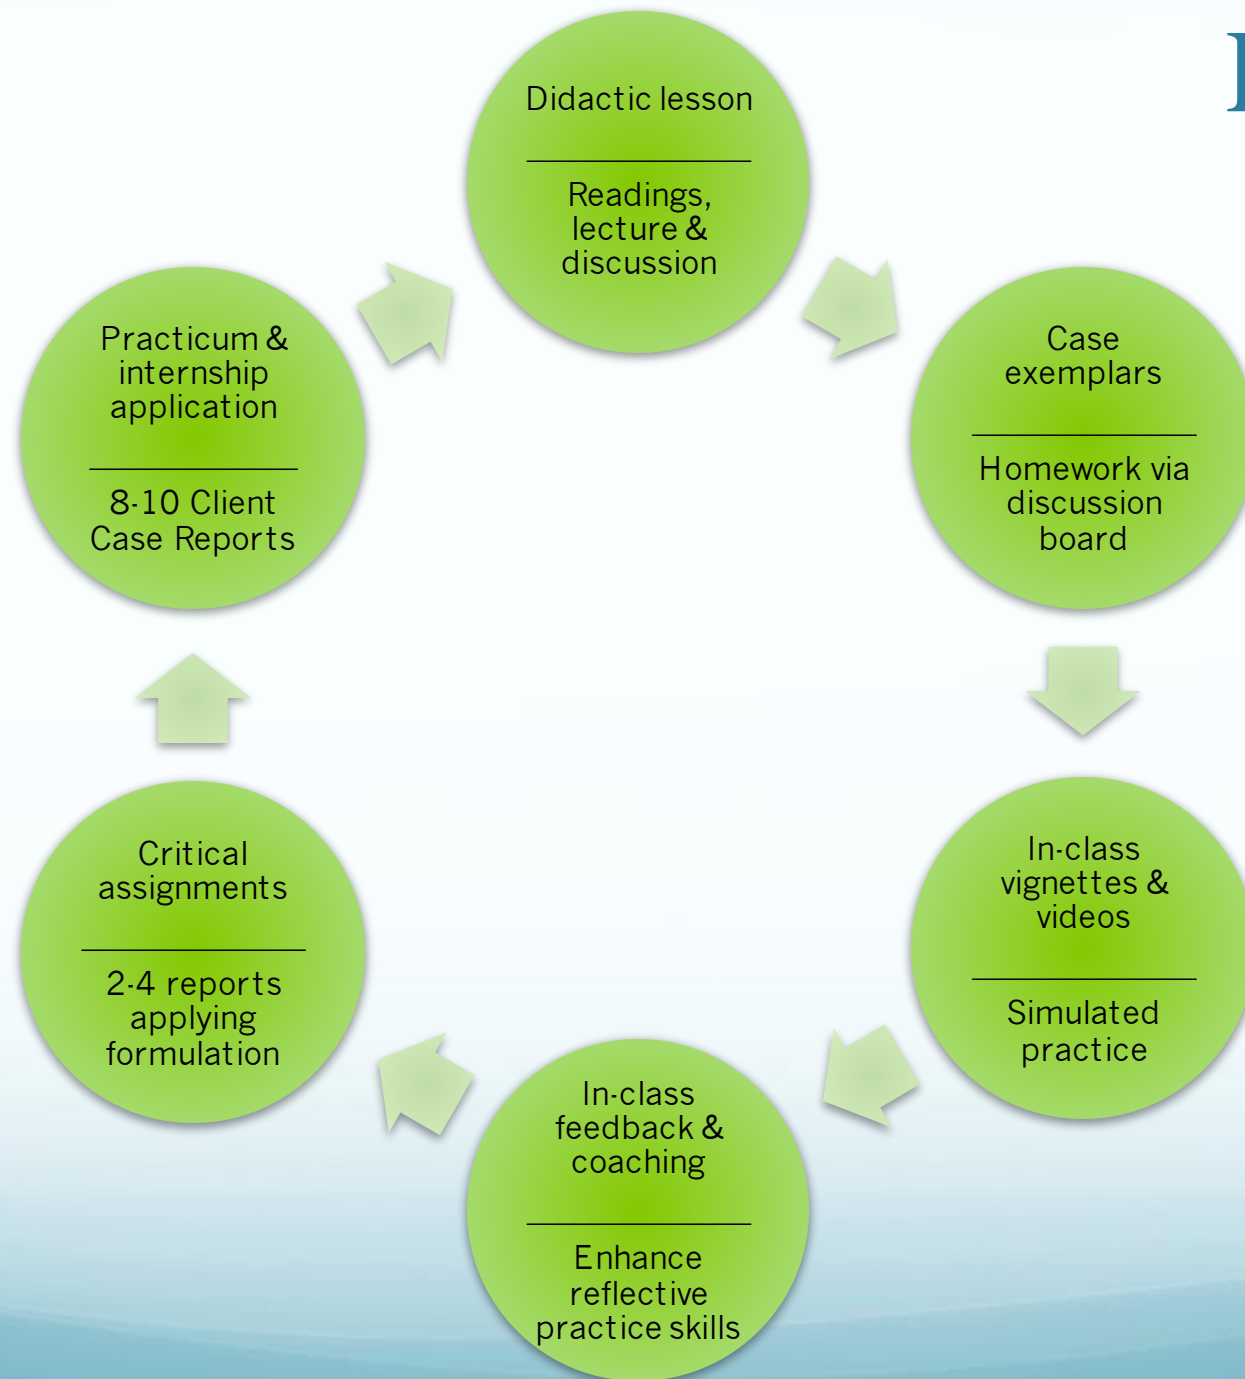 Didactic lesson
Readings,
lecture &
discussion
Case
exemplars
Homework via
discussion
board
In-class
vignettes &
videos
Simulated
practice
In-class
feedback &
coaching
Enhance
reflective
practice skills
Critical
assignments
2-4 reports
applying
formulation
Practicum &
internship
application
8-10 Client
Case Reports